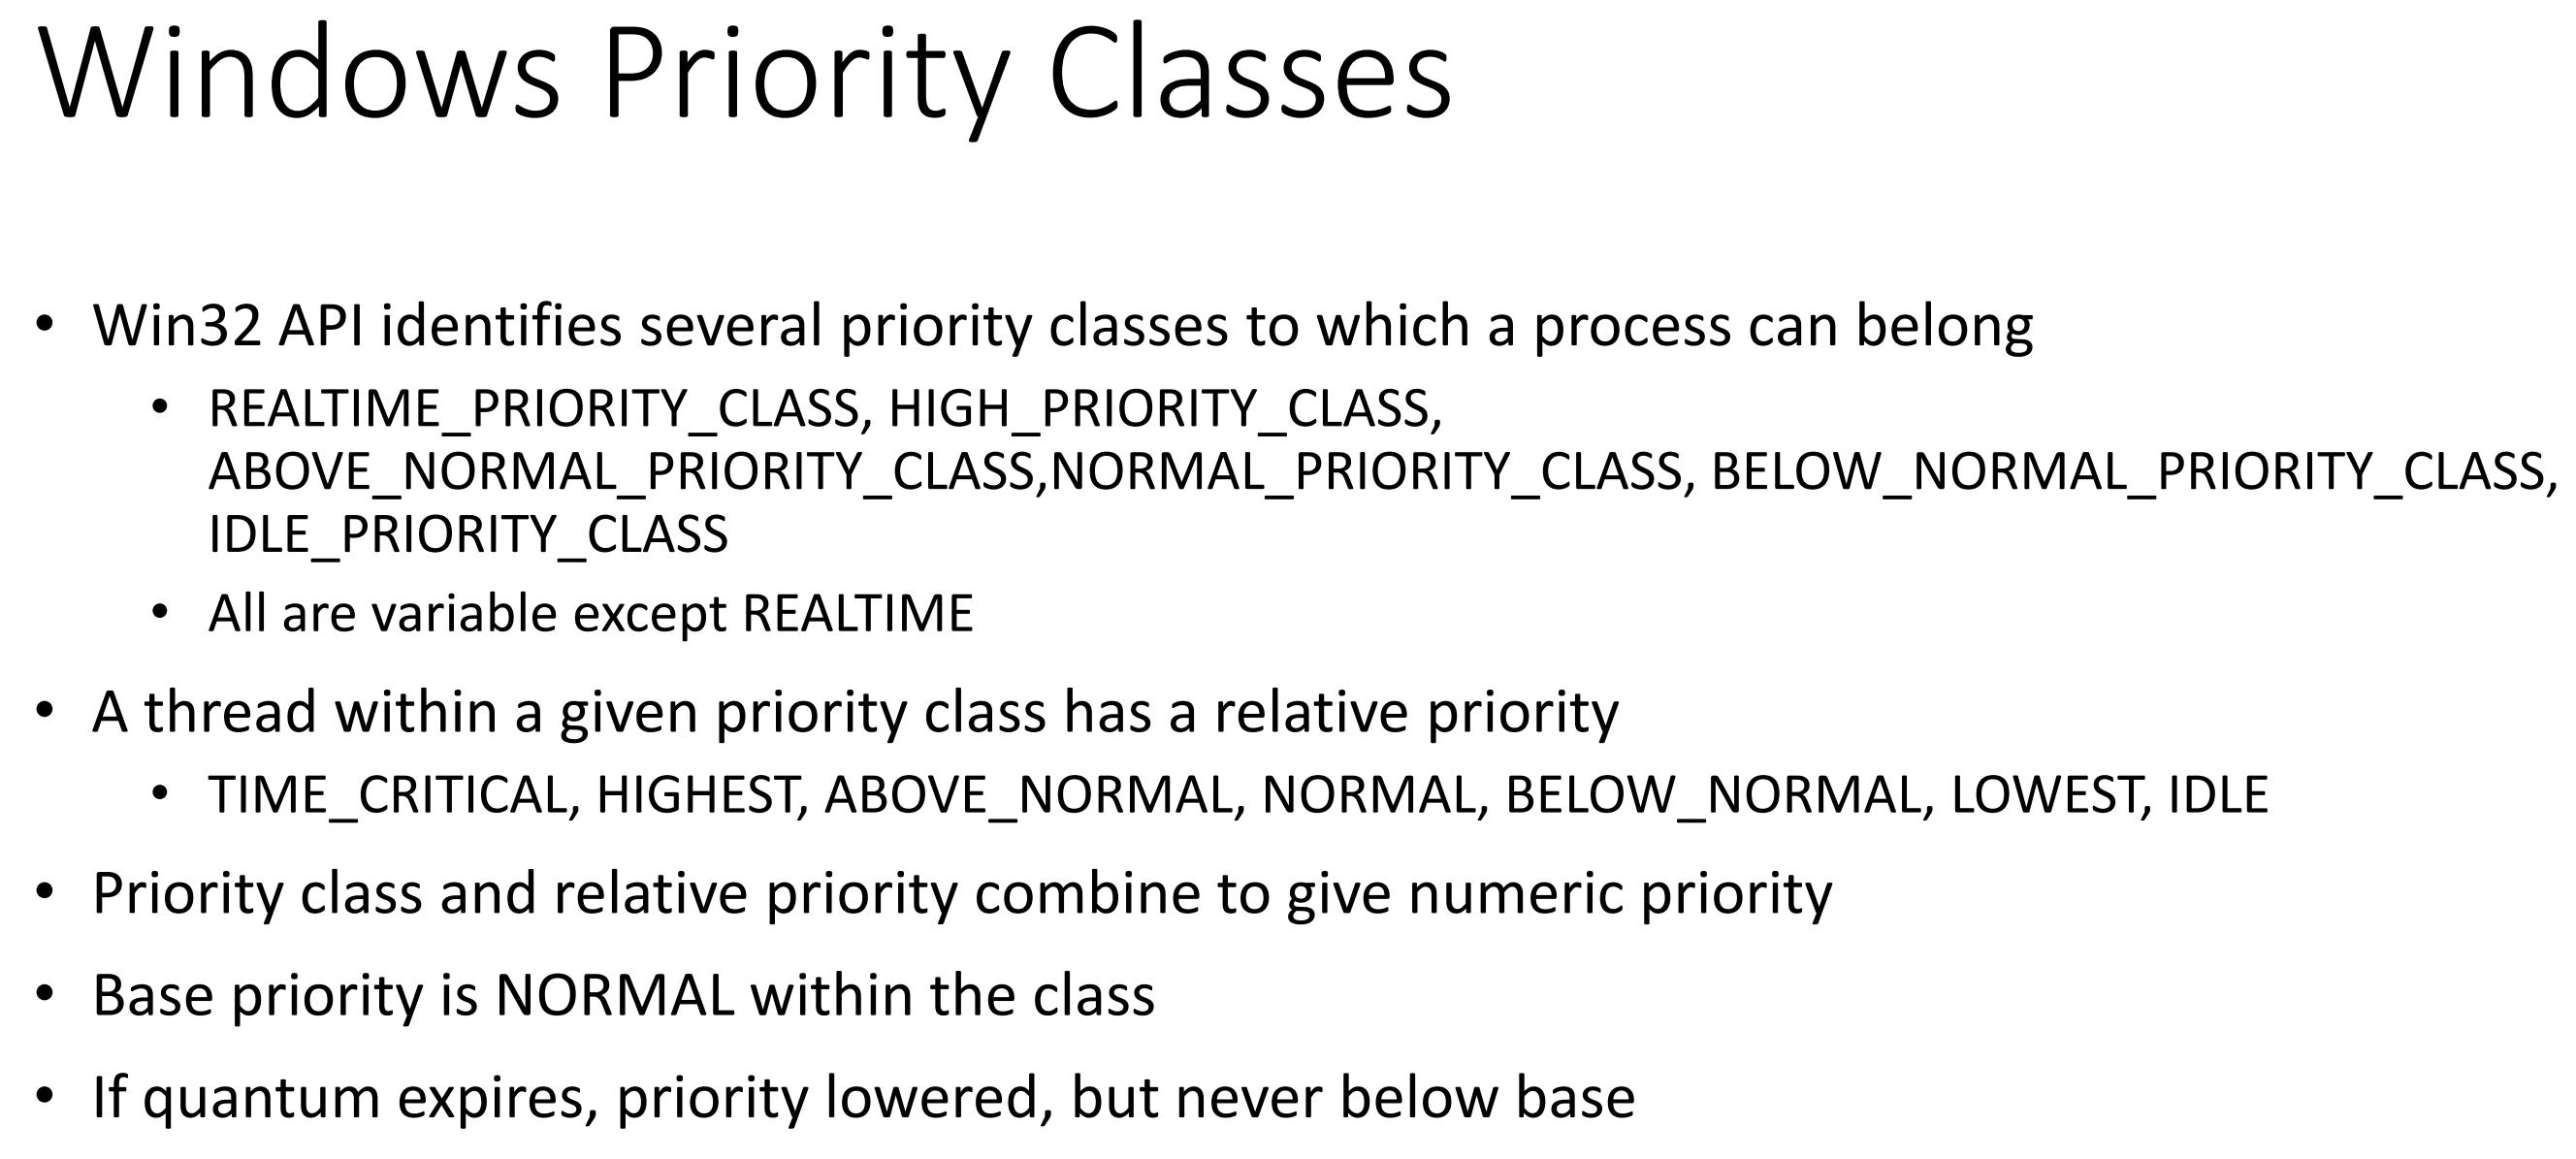 Windows Priority Classes
• Win32 API identifies several priority classes to which a process can belong
• REALTIME_PRIORITY_CLASS, HIGH_PRIORITY_CLASS,
ABOVE_NORMAL_PRIORITY_CLASS,NORMAL_PRIORITY_CLASS, BELOW_NORMAL_PRIORITY_CLASS,
IDLE_PRIORITY_CLASS
• All are variable except REALTIME
• A thread within a given priority class has a relative priority
• TIME_CRITICAL, HIGHEST, ABOVE_NORMAL, NORMAL, BELOW_NORMAL, LOWEST, IDLE
• Priority class and relative priority combine to give numeric priority
• Base priority is NORMAL within the class
• If quantum expires, priority lowered, but never below base